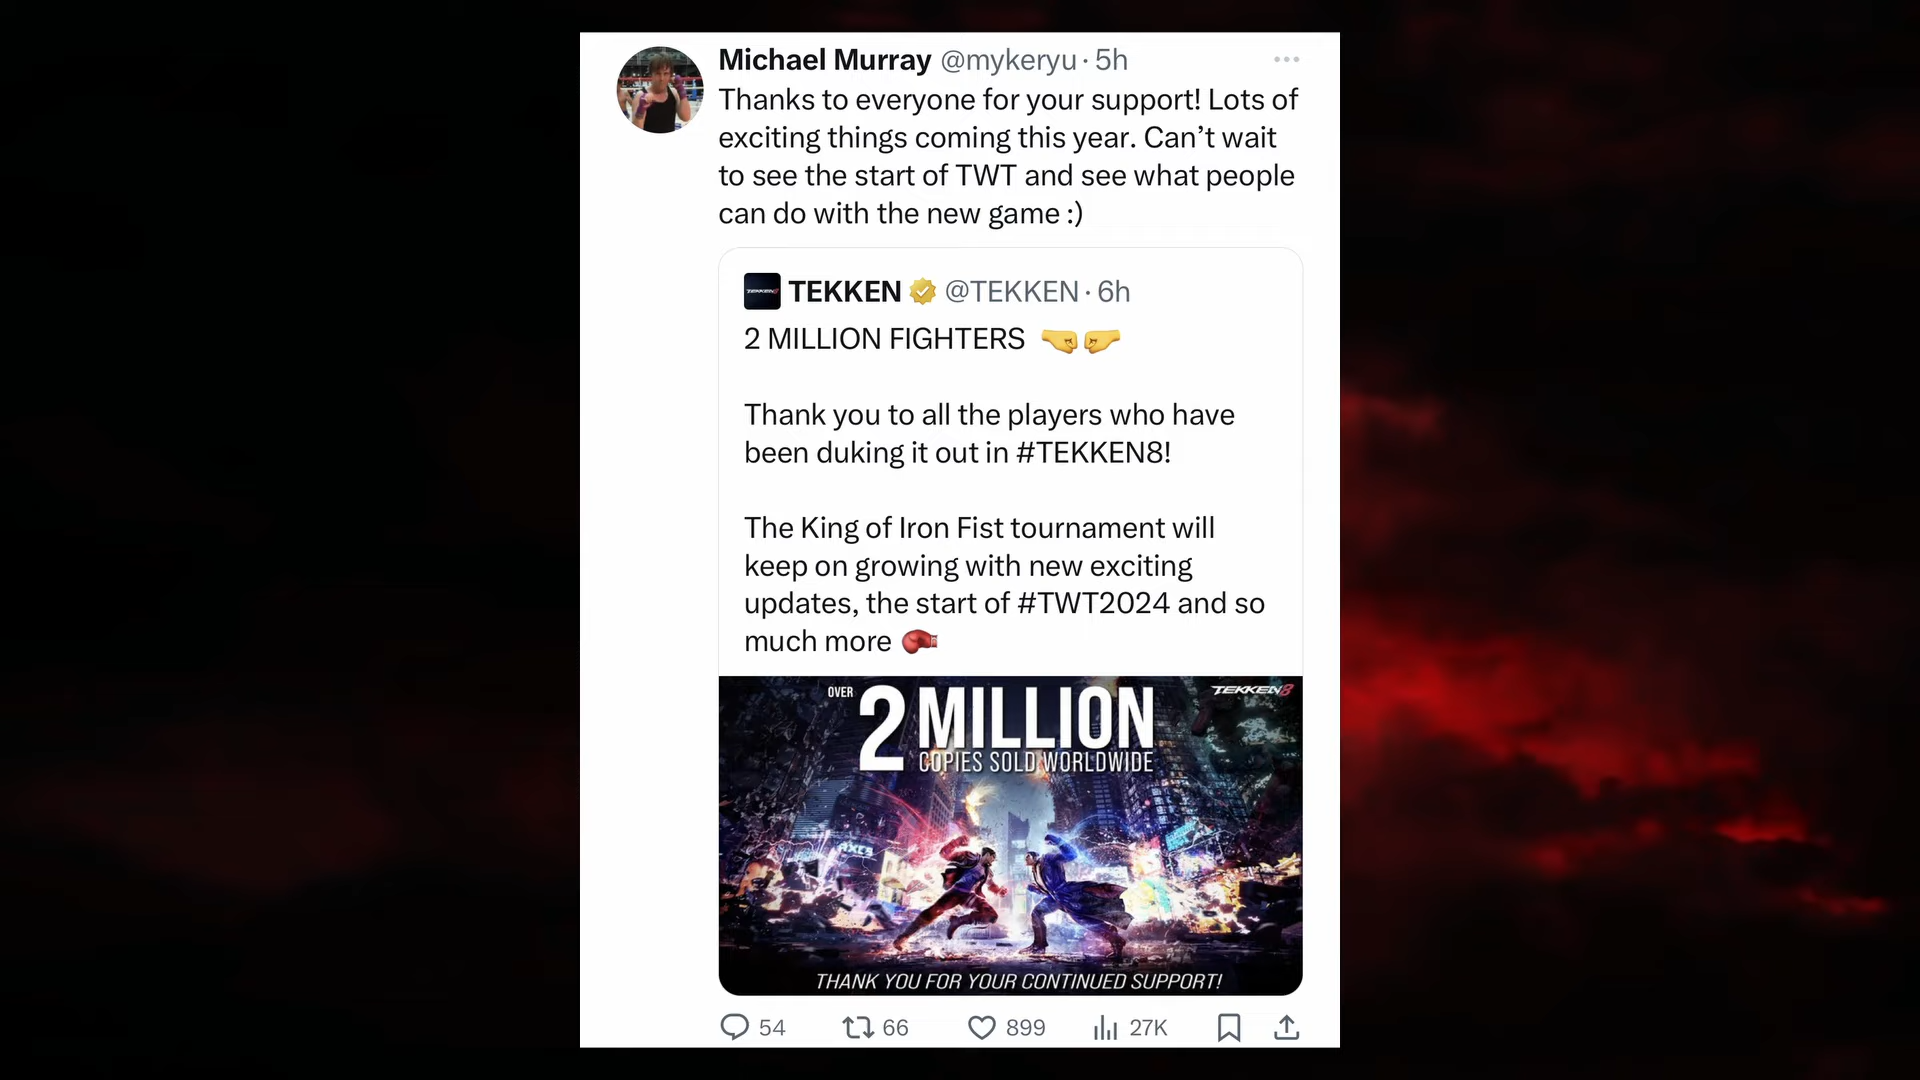 Michael Murray @mykeryu · 5h
Thanks to everyone for your support! Lots of
exciting things coming this year. Can’t wait
to see the start of TWT and see what people
can do with the new game :)
TEKKEN @TEKKEN · 6h
2 MILLION FIGHTERS 🤜🤛
Thank you to all the players who have
been duking it out in #TEKKEN8!
The King of Iron Fist tournament will
keep on growing with new exciting
updates, the start of #TWT2024 and so
much more 🥊
OVER
2 MILLION
COPIES SOLD WORLDWIDE
TEKKEN8
THANK YOU FOR YOUR CONTINUED SUPPORT!
54 66 899 27K